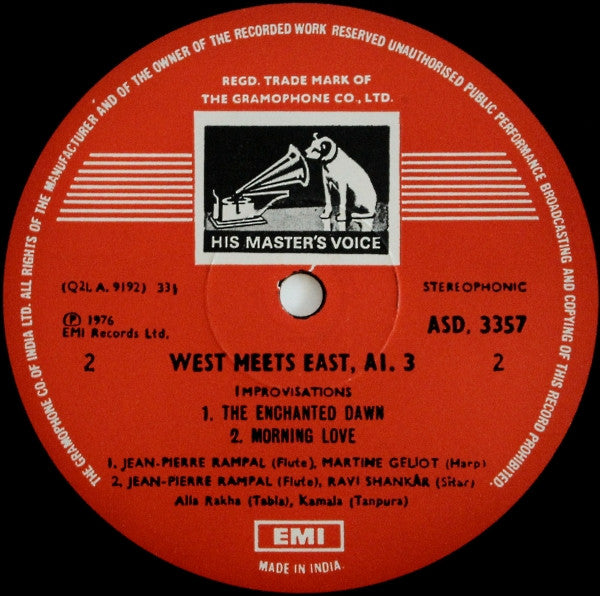 THE GRAMOPHONE CO. OF INDIA LTD. ALL RIGHTS OF THE MANUFACTURER AND OF THE OWNER OF THE RECORDED WORK RESERVED UNAUTHORISED PUBLIC PERFORMANCE BROADCASTING AND COPYING OF THIS RECORD PROHIBITED.
REGD. TRADE MARK OF
THE GRAMOPHONE CO., LTD.
HIS MASTER'S VOICE
(Q2L A. 9192) 33⅓
STEREOPHONIC
Ⓟ 1976
EMI Records Ltd.
ASD. 3357
2 WEST MEETS EAST, Al. 3 2
IMPROVISATIONS
1. THE ENCHANTED DAWN
2. MORNING LOVE
1. JEAN-PIERRE RAMPAL (Flute), MARTINE GELIOT (Harp)
2. JEAN-PIERRE RAMPAL (Flute), RAVI SHANKAR (Sitar)
Alla Rakha (Tabla), Kamala (Tanpura)
EMI
MADE IN INDIA.